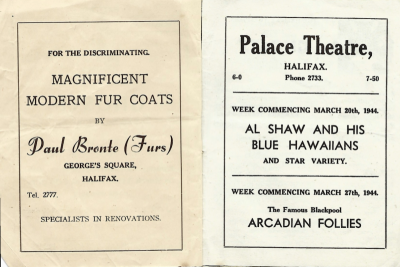 FOR THE DISCRIMINATING.
MAGNIFICENT
MODERN FUR COATS
BY
Paul Bronte (Furs)
GEORGE'S SQUARE,
HALIFAX.
Tel. 2777.
SPECIALISTS IN RENOVATIONS.
Palace Theatre,
HALIFAX.
6-0 Phone 2733. 7-50
WEEK COMMENCING MARCH 20th, 1944.
AL SHAW AND HIS
BLUE HAWAIIANS
AND STAR VARIETY.
WEEK COMMENCING MARCH 27th, 1944.
The Famous Blackpool
ARCADIAN FOLLIES